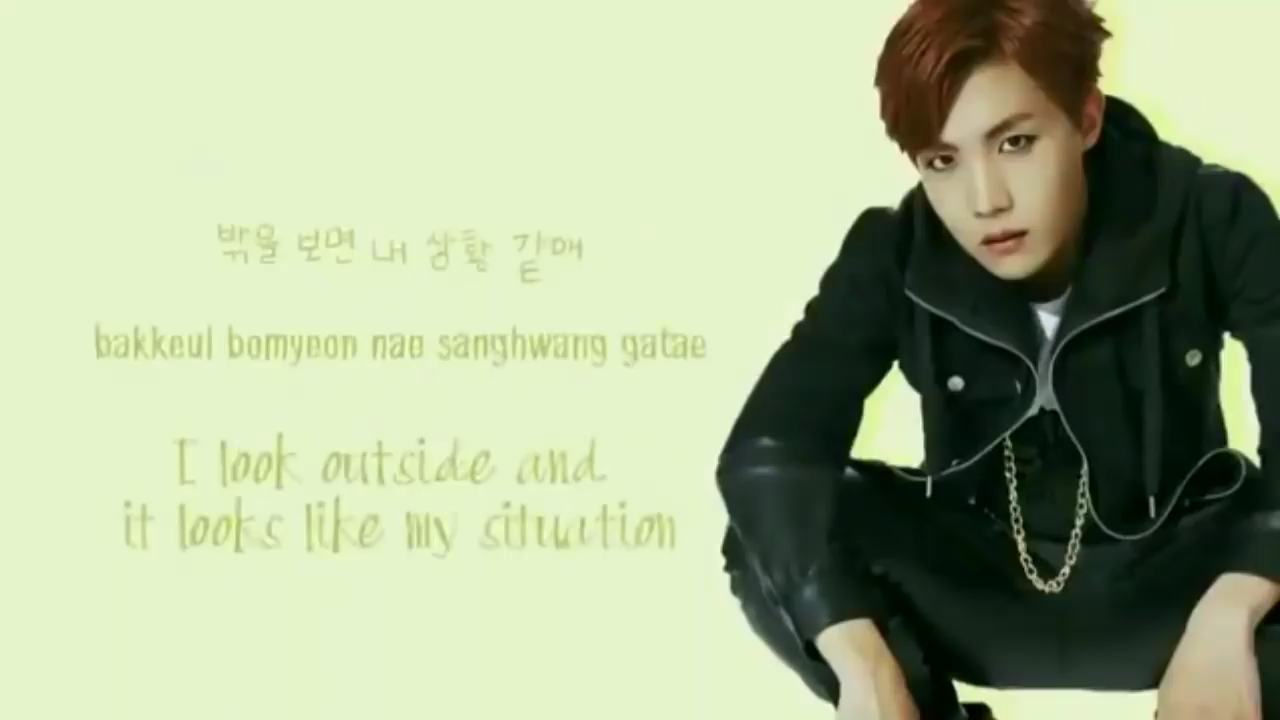 밖을 보면 내 상황 같애
bakkeul bomyeon nae sanghwang gatae
I look outside and
it looks like my situation